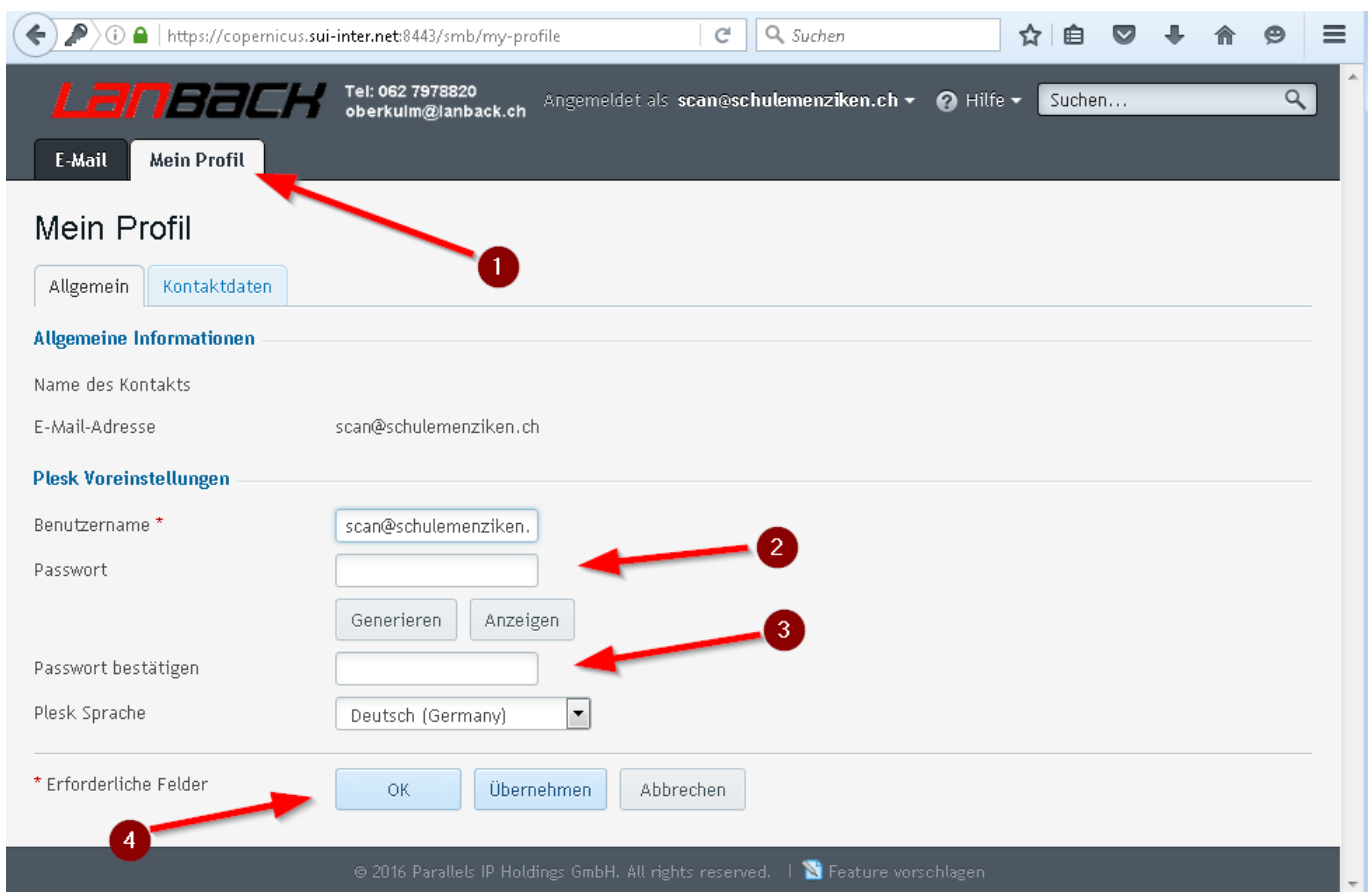 https://copernicus.sui-inter.net:8443/smb/my-profile
Suchen
LANBACK
Tel: 062 7978820
oberkulm@lanback.ch
Angemeldet als scan@schulemenziken.ch
Hilfe
Suchen...
E-Mail
Mein Profil
Mein Profil
1
Allgemein
Kontaktdaten
Allgemeine Informationen
Name des Kontakts
E-Mail-Adresse
scan@schulemenziken.ch
Plesk Voreinstellungen
Benutzername *
scan@schulemenziken.
2
Passwort
Generieren
Anzeigen
3
Passwort bestätigen
Plesk Sprache
Deutsch (Germany)
* Erforderliche Felder
OK
Übernehmen
Abbrechen
4
© 2016 Parallels IP Holdings GmbH. All rights reserved. | Feature vorschlagen